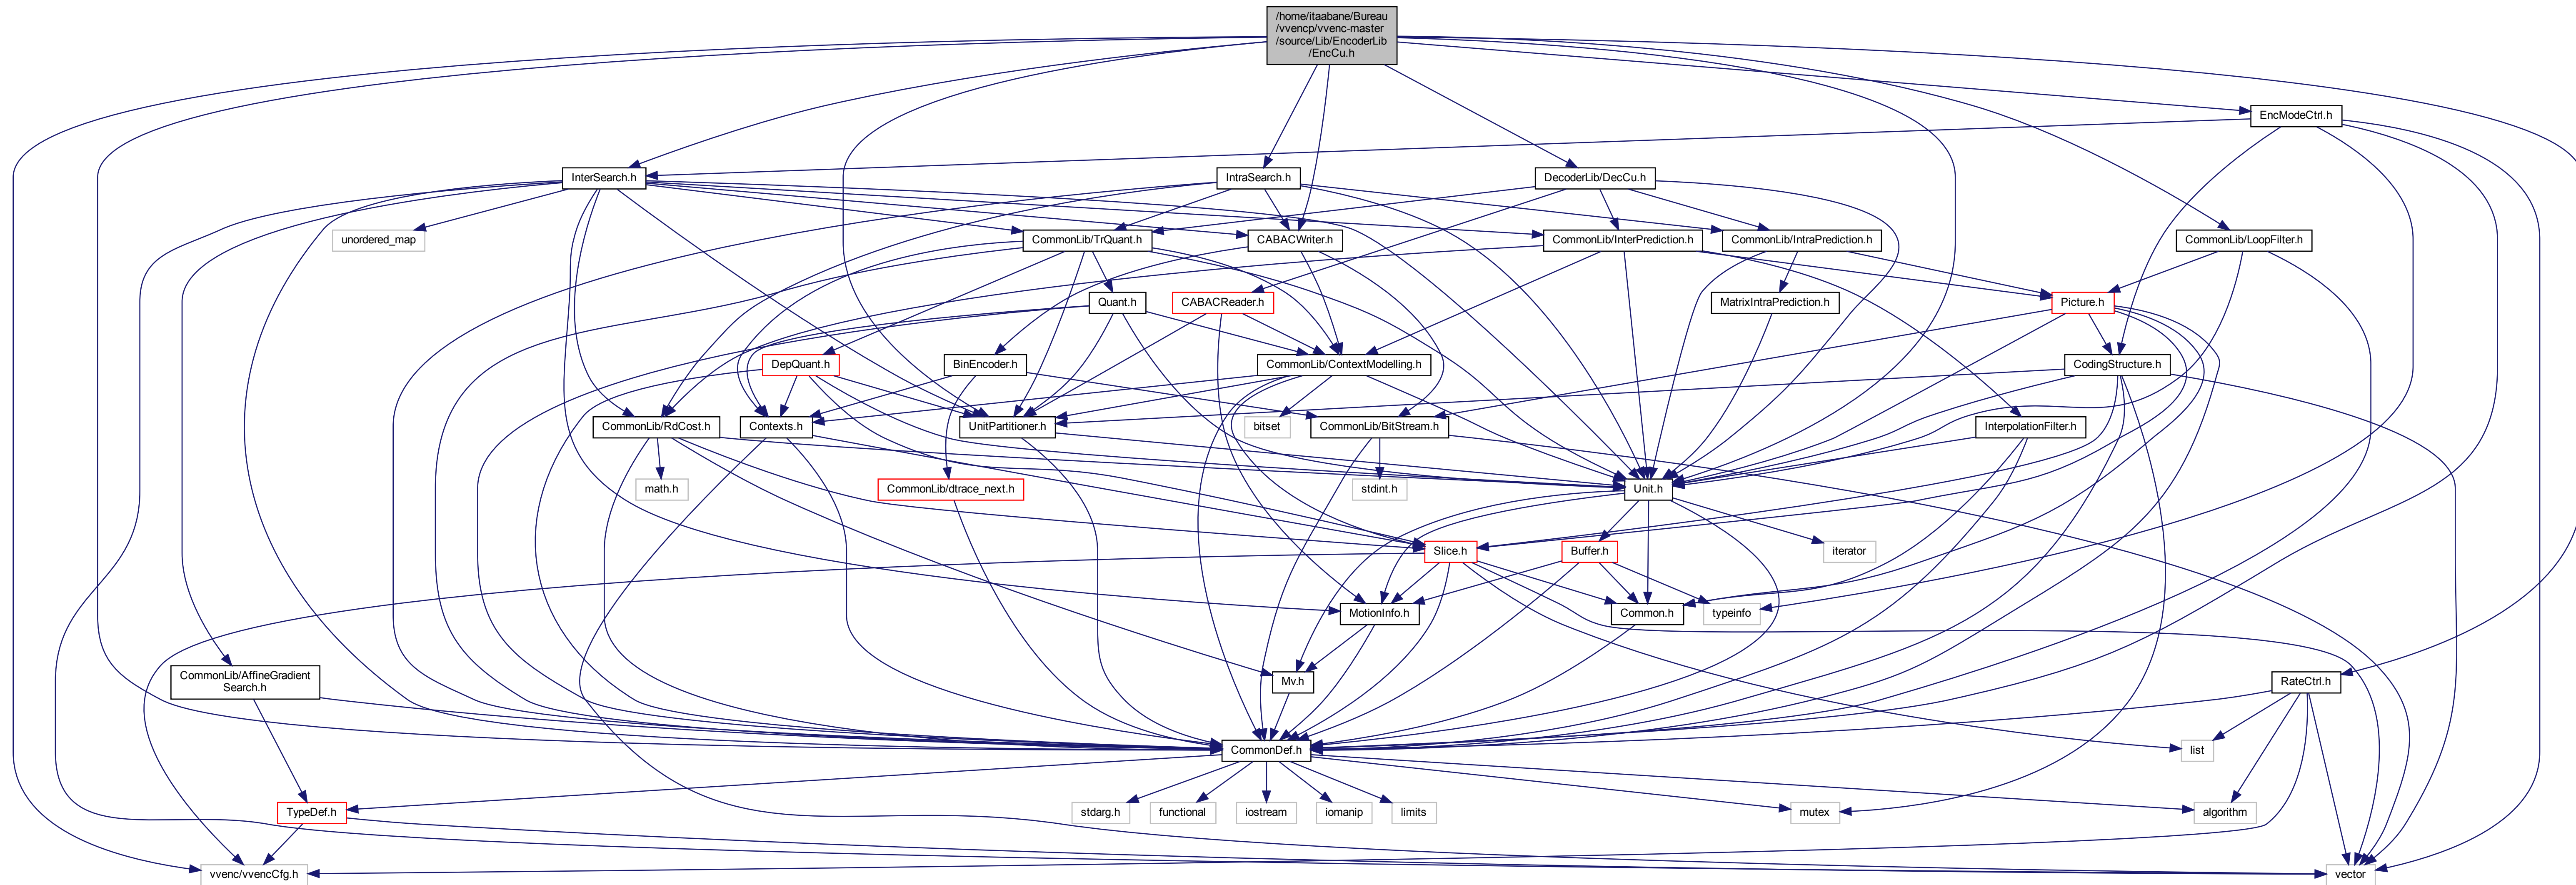 /home/itaabane/Bureau
/vvencp/vvenc-master
/source/Lib/EncoderLib
/EncCu.h
EncModeCtrl.h
InterSearch.h
IntraSearch.h
DecoderLib/DecCu.h
unordered_map
CommonLib/TrQuant.h
CABACWriter.h
CommonLib/InterPrediction.h
CommonLib/IntraPrediction.h
CommonLib/LoopFilter.h
Quant.h
CABACReader.h
MatrixIntraPrediction.h
Picture.h
DepQuant.h
BinEncoder.h
CommonLib/ContextModelling.h
CodingStructure.h
CommonLib/RdCost.h
Contexts.h
UnitPartitioner.h
bitset
CommonLib/BitStream.h
InterpolationFilter.h
math.h
CommonLib/dtrace_next.h
stdint.h
Unit.h
Slice.h
Buffer.h
iterator
MotionInfo.h
Common.h
typeinfo
CommonLib/AffineGradient
Search.h
Mv.h
RateCtrl.h
CommonDef.h
list
TypeDef.h
stdarg.h
functional
iostream
iomanip
limits
mutex
algorithm
vvenc/vvencCfg.h
vector